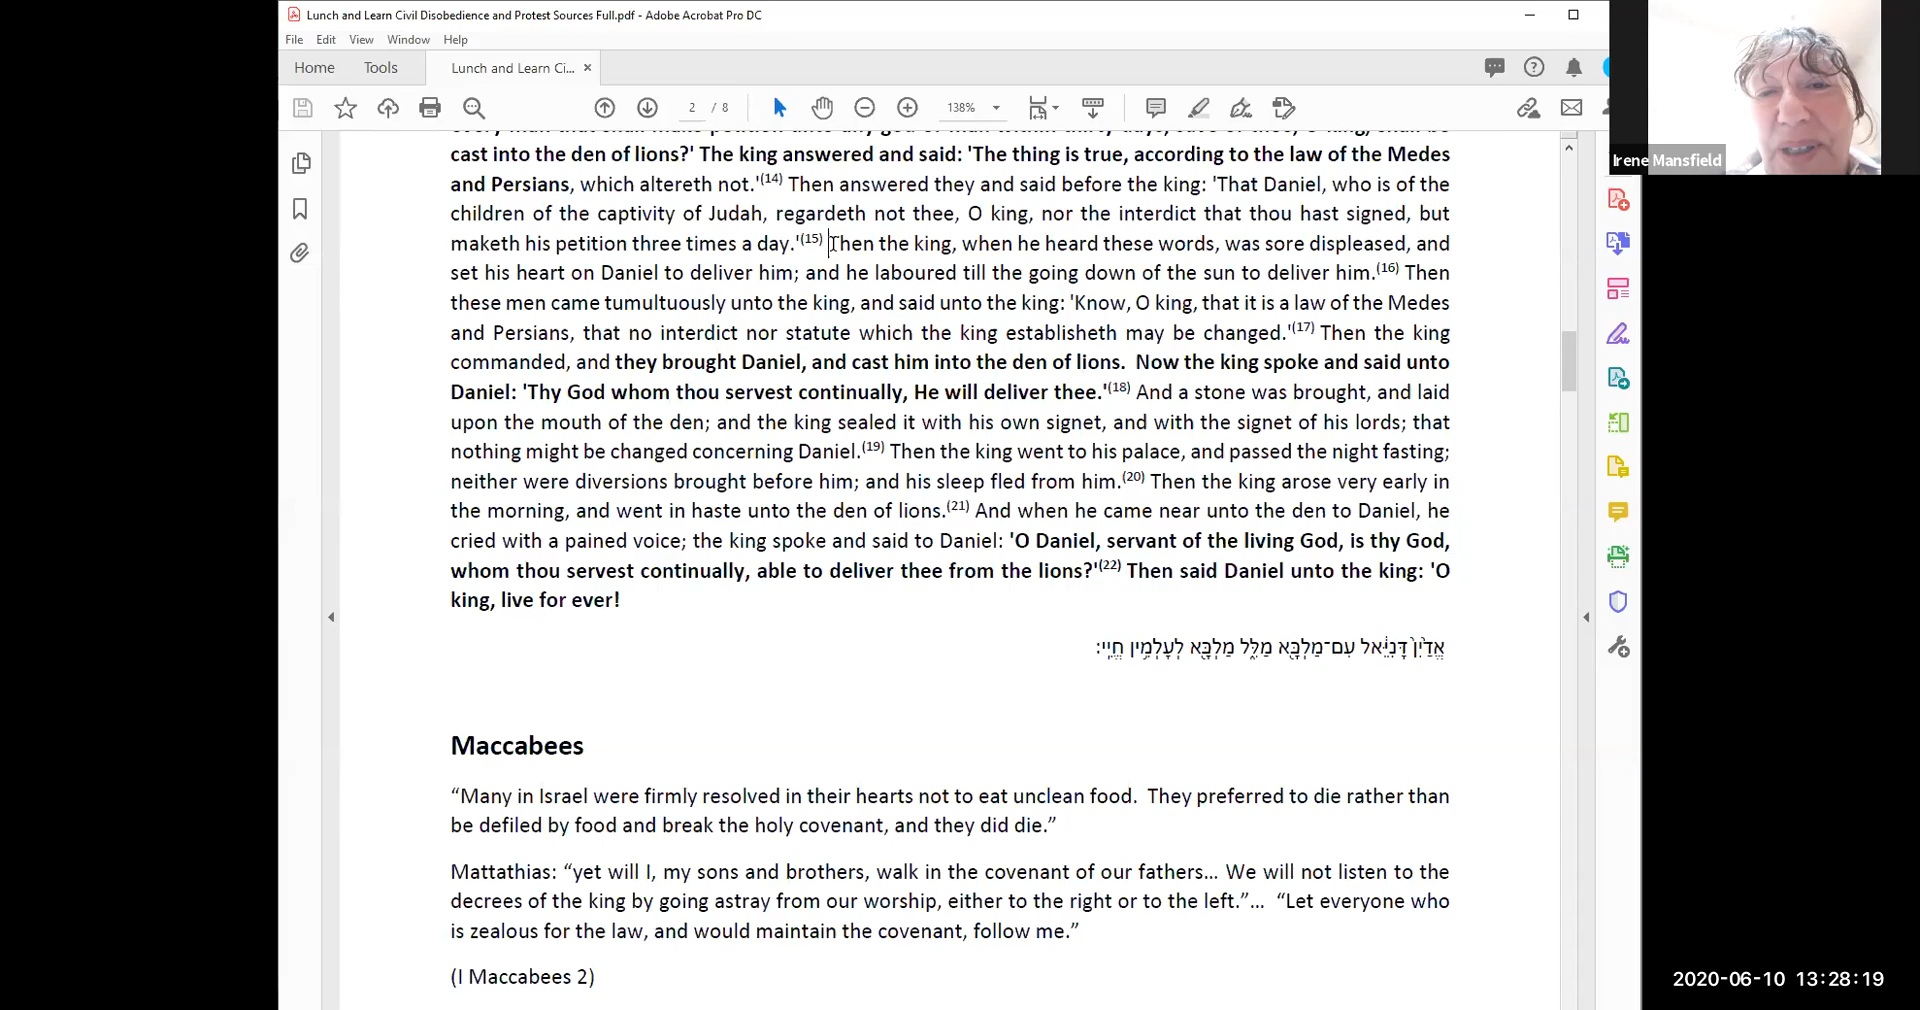 Lunch and Learn Civil Disobedience and Protest Sources Full.pdf - Adobe Acrobat Pro DC
File Edit View Window Help
Home Tools Lunch and Learn Ci... ×
2 / 8 138%
Irene Mansfield
every man that shall make petition unto any god or man within thirty days, save of thee, O king, shall be
cast into the den of lions?' The king answered and said: 'The thing is true, according to the law of the Medes
and Persians, which altereth not.'(14) Then answered they and said before the king: 'That Daniel, who is of the
children of the captivity of Judah, regardeth not thee, O king, nor the interdict that thou hast signed, but
maketh his petition three times a day.'(15) Then the king, when he heard these words, was sore displeased, and
set his heart on Daniel to deliver him; and he laboured till the going down of the sun to deliver him.(16) Then
these men came tumultuously unto the king, and said unto the king: 'Know, O king, that it is a law of the Medes
and Persians, that no interdict nor statute which the king establisheth may be changed.'(17) Then the king
commanded, and they brought Daniel, and cast him into the den of lions. Now the king spoke and said unto
Daniel: 'Thy God whom thou servest continually, He will deliver thee.'(18) And a stone was brought, and laid
upon the mouth of the den; and the king sealed it with his own signet, and with the signet of his lords; that
nothing might be changed concerning Daniel.(19) Then the king went to his palace, and passed the night fasting;
neither were diversions brought before him; and his sleep fled from him.(20) Then the king arose very early in
the morning, and went in haste unto the den of lions.(21) And when he came near unto the den to Daniel, he
cried with a pained voice; the king spoke and said to Daniel: 'O Daniel, servant of the living God, is thy God,
whom thou servest continually, able to deliver thee from the lions?'(22) Then said Daniel unto the king: 'O
king, live for ever!
אֱדַ֙יִן֙ דָּנִיֵּ֔אל עִם־מַלְכָּ֖א מַלִּ֑ל מַלְכָּ֖א לְעָלְמִ֥ין חֱיִֽי׃
Maccabees
“Many in Israel were firmly resolved in their hearts not to eat unclean food. They preferred to die rather than
be defiled by food and break the holy covenant, and they did die.”
Mattathias: “yet will I, my sons and brothers, walk in the covenant of our fathers... We will not listen to the
decrees of the king by going astray from our worship, either to the right or to the left.”... “Let everyone who
is zealous for the law, and would maintain the covenant, follow me.”
(I Maccabees 2)
2020-06-10 13:28:19